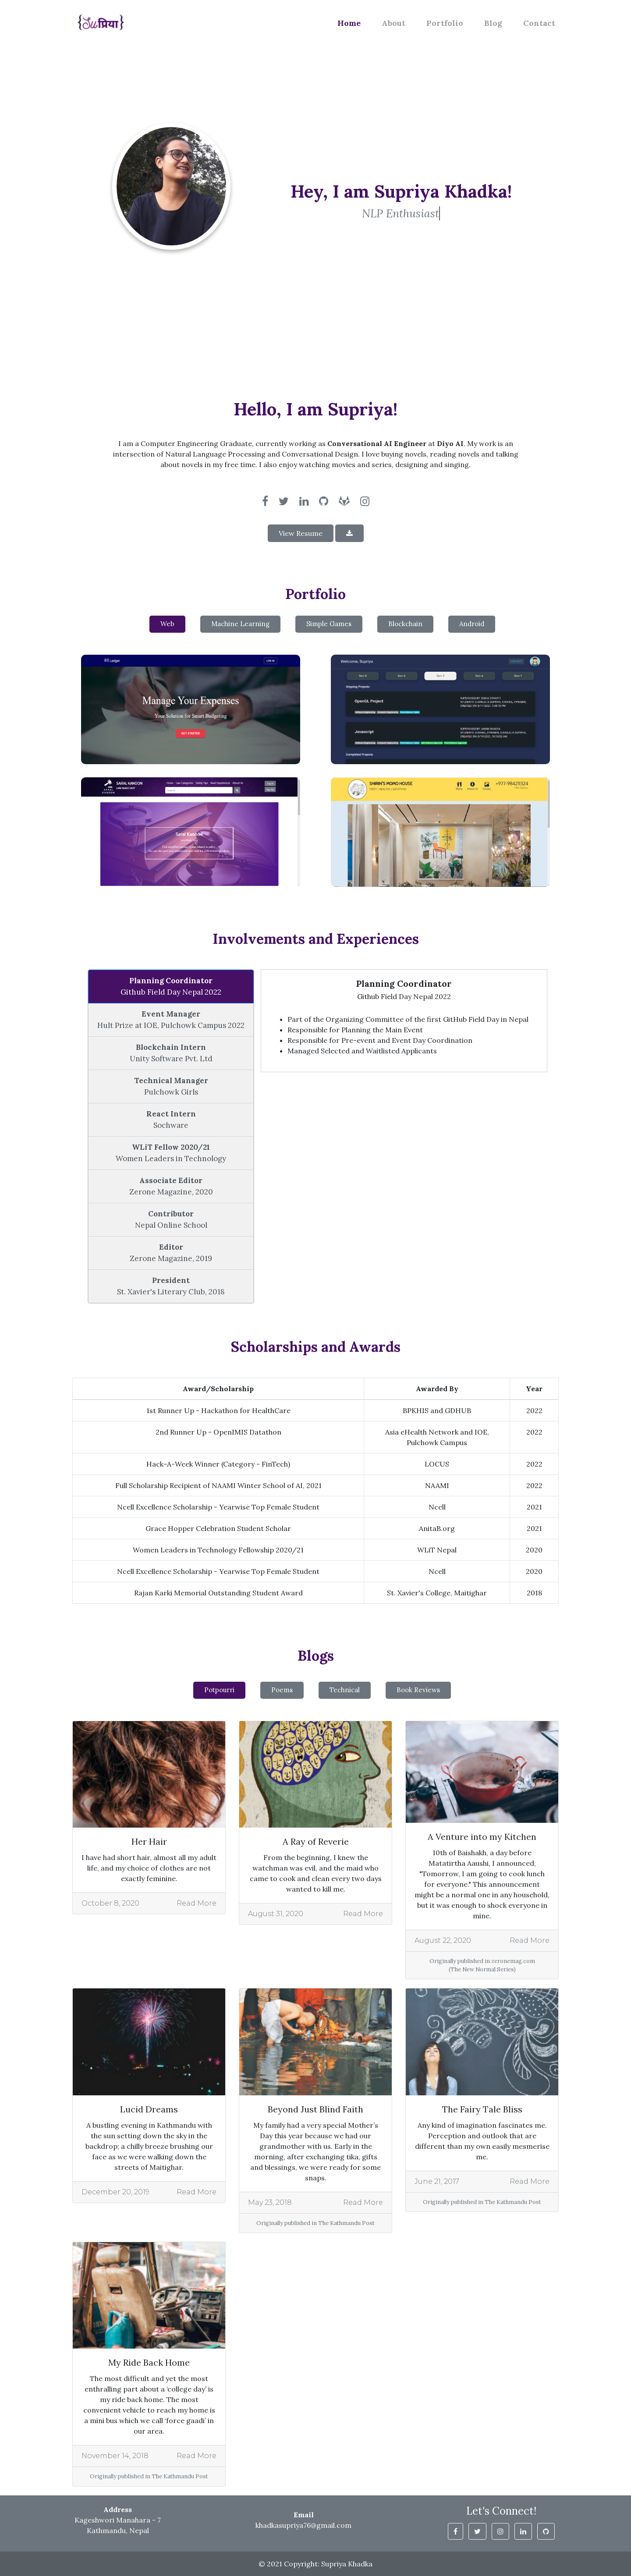 {Suप्रिया}
Home About Portfolio Blog Contact
Hey, I am Supriya Khadka!
NLP Enthusiast
Hello, I am Supriya!
I am a Computer Engineering Graduate, currently working as Conversational AI Engineer at Diyo AI. My work is an
intersection of Natural Language Processing and Conversational Design. I love buying novels, reading novels and talking
about novels in my free time. I also enjoy watching movies and series, designing and singing.
View Resume
Portfolio
Web Machine Learning Simple Games Blockchain Android
Manage Your Expenses
Your Solution for Smart Budgeting
GET STARTED
Welcome, Supriya
OpenGL Project
Javascript
SARAL KANOON
Saral Kanoon
SHIRIN'S MOMO HOUSE
Involvements and Experiences
Planning Coordinator
Github Field Day Nepal 2022
Event Manager
Hult Prize at IOE, Pulchowk Campus 2022
Blockchain Intern
Unity Software Pvt. Ltd
Technical Manager
Pulchowk Girls
React Intern
Sochware
WLiT Fellow 2020/21
Women Leaders in Technology
Associate Editor
Zerone Magazine, 2020
Contributor
Nepal Online School
Editor
Zerone Magazine, 2019
President
St. Xavier's Literary Club, 2018
Planning Coordinator
Github Field Day Nepal 2022
• Part of the Organizing Committee of the first GitHub Field Day in Nepal
• Responsible for Planning the Main Event
• Responsible for Pre-event and Event Day Coordination
• Managed Selected and Waitlisted Applicants
Scholarships and Awards
Award/Scholarship Awarded By Year
1st Runner Up - Hackathon for HealthCare BPKHIS and GDHUB 2022
2nd Runner Up - OpenIMIS Datathon Asia eHealth Network and IOE, 2022
Pulchowk Campus
Hack-A-Week Winner (Category - FinTech) LOCUS 2022
Full Scholarship Recipient of NAAMI Winter School of AI, 2021 NAAMI 2022
Ncell Excellence Scholarship - Yearwise Top Female Student Ncell 2021
Grace Hopper Celebration Student Scholar AnitaB.org 2021
Women Leaders in Technology Fellowship 2020/21 WLiT Nepal 2020
Ncell Excellence Scholarship - Yearwise Top Female Student Ncell 2020
Rajan Karki Memorial Outstanding Student Award St. Xavier's College, Maitighar 2018
Blogs
Potpourri Poems Technical Book Reviews
Her Hair
I have had short hair, almost all my adult
life, and my choice of clothes are not
exactly feminine.
October 8, 2020 Read More
A Ray of Reverie
From the beginning, I knew the
watchman was evil, and the maid who
came to cook and clean every two days
wanted to kill me.
August 31, 2020 Read More
A Venture into my Kitchen
10th of Baishakh, a day before
Matatirtha Aaushi, I announced,
"Tomorrow, I am going to cook lunch
for everyone." This announcement
might be a normal one in any household,
but it was enough to shock everyone in
mine.
August 22, 2020 Read More
Originally published in zeronemag.com
(The New Normal Series)
Lucid Dreams
A bustling evening in Kathmandu with
the sun setting down the sky in the
backdrop; a chilly breeze brushing our
face as we were walking down the
streets of Maitighar.
December 20, 2019 Read More
Beyond Just Blind Faith
My family had a very special Mother's
Day this year because we had our
grandmother with us. Early in the
morning, after exchanging tika, gifts
and blessings, we were ready for some
snaps.
May 23, 2018 Read More
Originally published in The Kathmandu Post
The Fairy Tale Bliss
Any kind of imagination fascinates me.
Perception and outlook that are
different than my own easily mesmerise
me.
June 21, 2017 Read More
Originally published in The Kathmandu Post
My Ride Back Home
The most difficult and yet the most
enthralling part about a 'college day' is
my ride back home. The most
convenient vehicle to reach my home is
a mini bus which we call 'force gaadi' in
our area.
November 14, 2018 Read More
Originally published in The Kathmandu Post
Address
Kageshwori Manahara - 7
Kathmandu, Nepal
Email
khadkasupriya76@gmail.com
Let's Connect!
© 2021 Copyright: Supriya Khadka